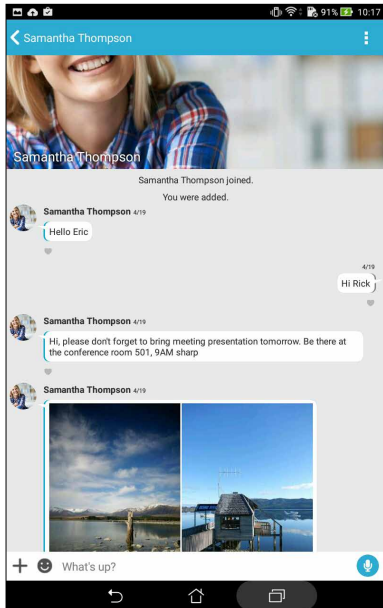 91% 10:17
Samantha Thompson
Samantha Thompson
Samantha Thompson joined.
You were added.
Samantha Thompson 4/19
Hello Eric
4/19
Hi Rick
Samantha Thompson 4/19
Hi, please don't forget to bring meeting presentation tomorrow. Be there at
the conference room 501, 9AM sharp
Samantha Thompson 4/19
What's up?